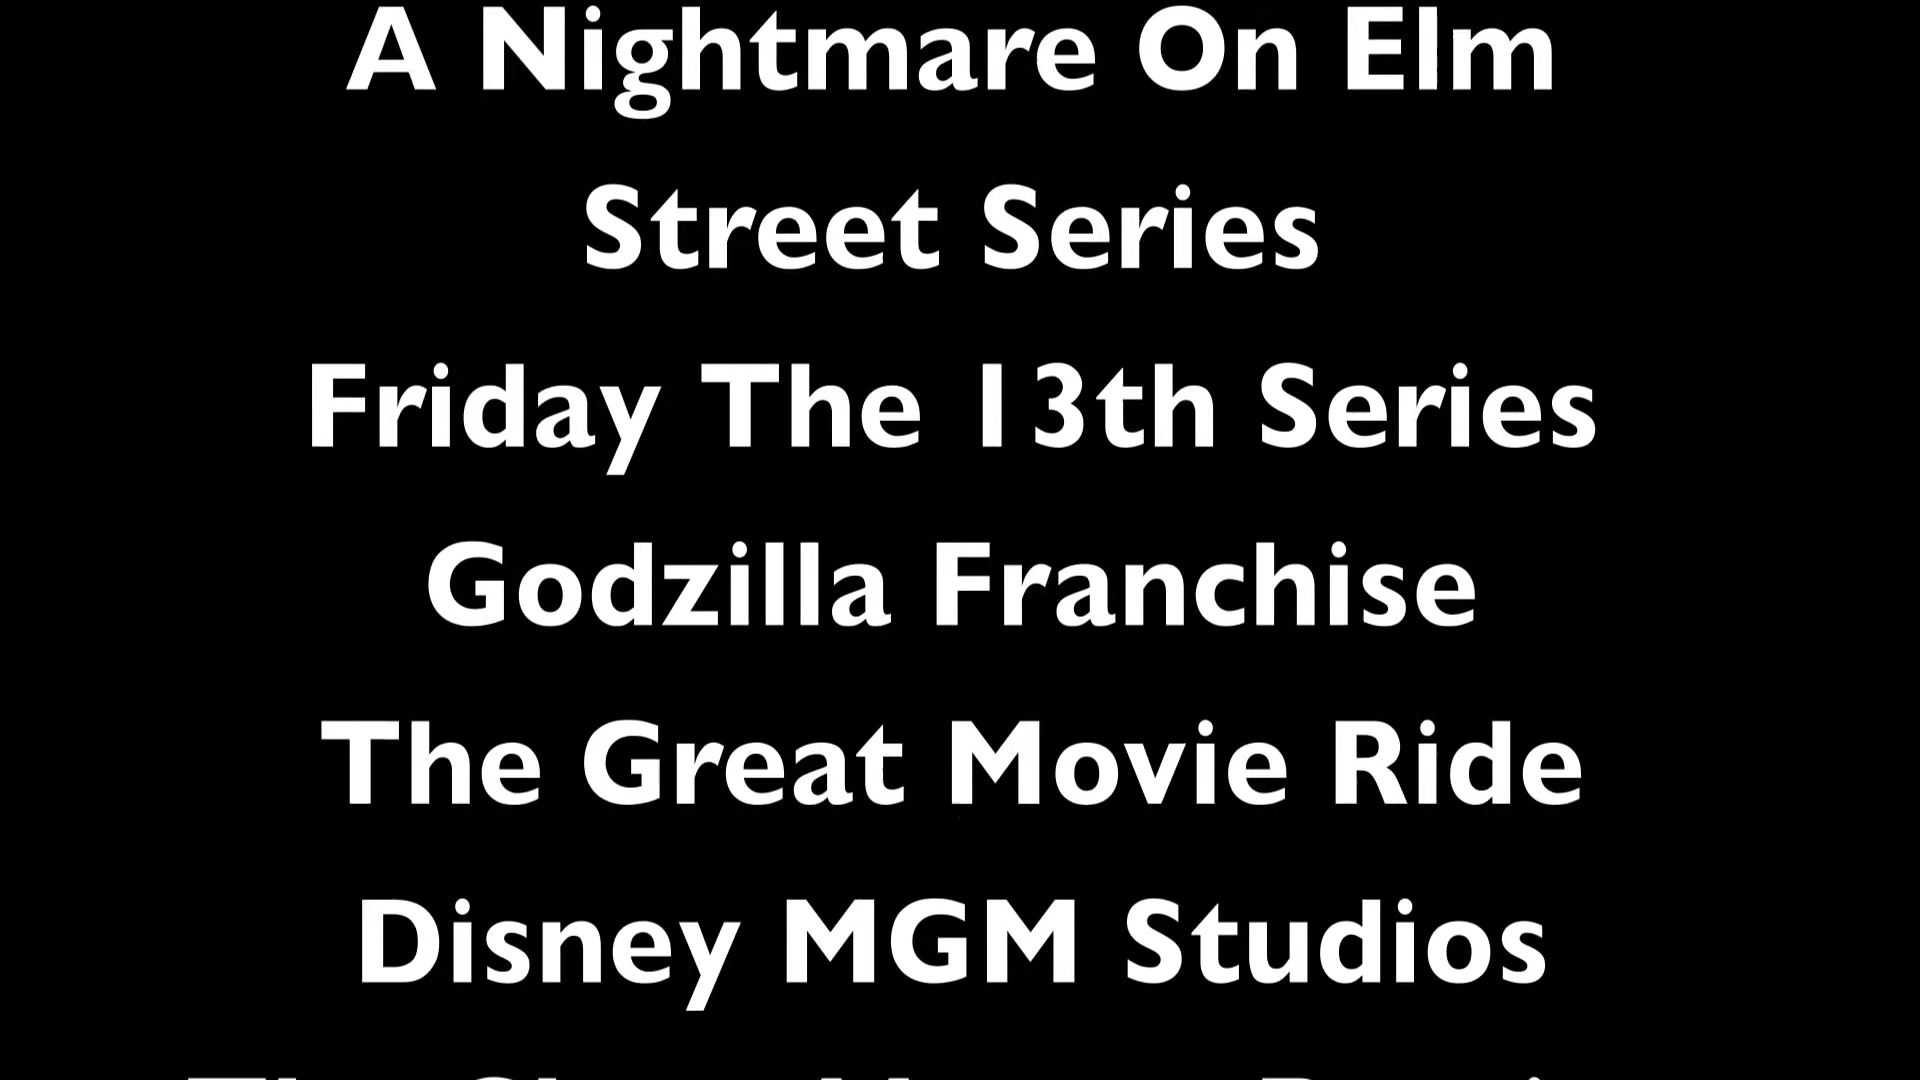 A Nightmare On Elm
Street Series
Friday The 13th Series
Godzilla Franchise
The Great Movie Ride
Disney MGM Studios